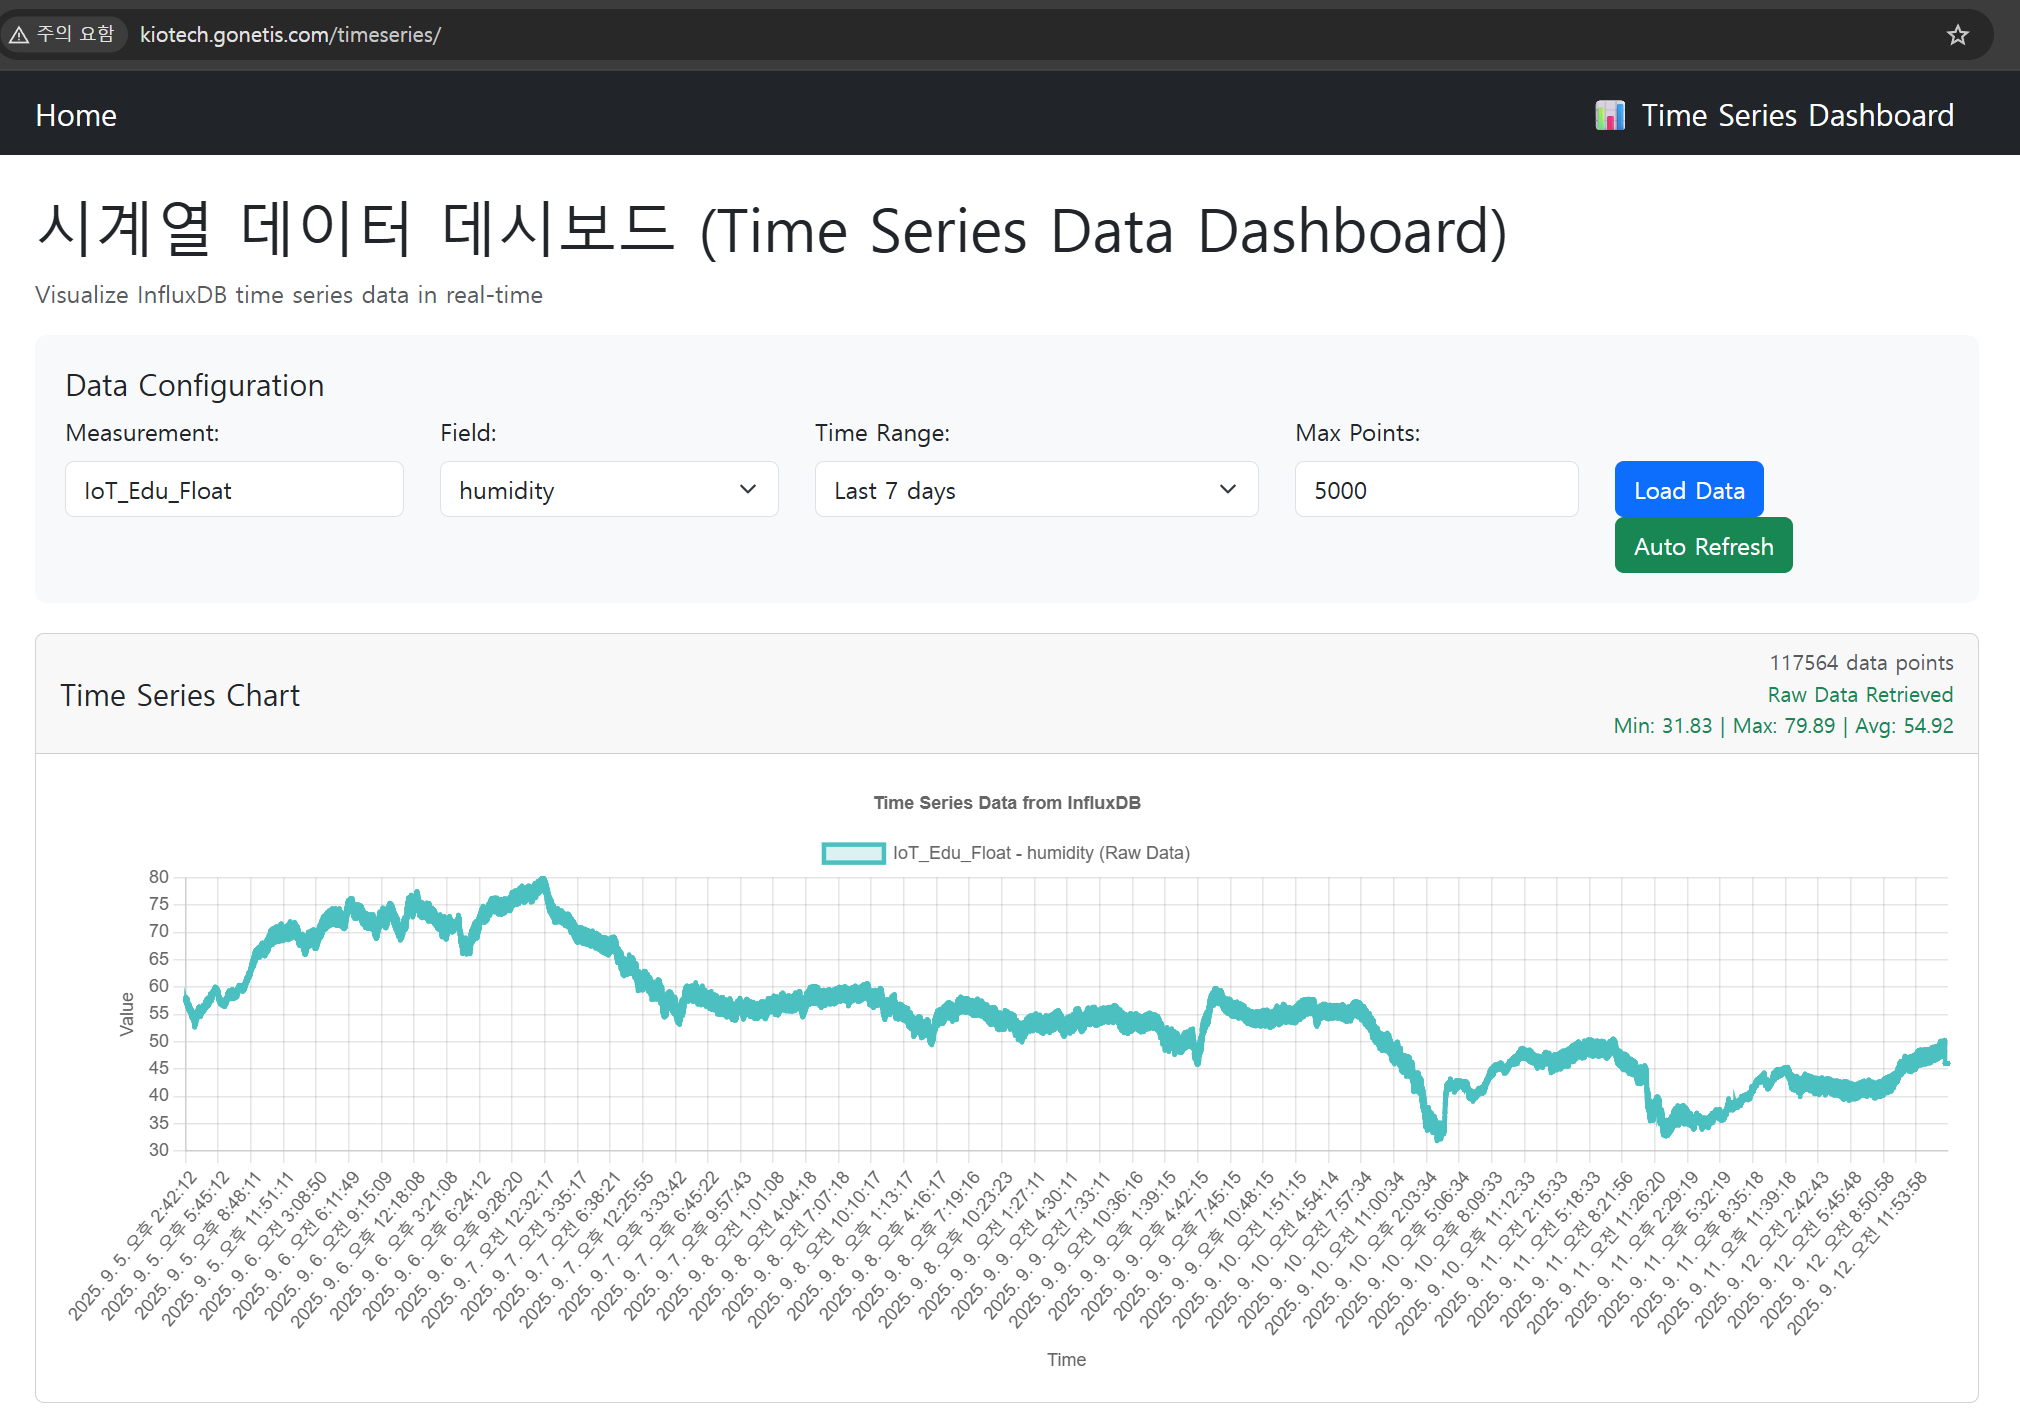 주의 요함 kiotech.gonetis.com/timeseries/
Home
Time Series Dashboard
시계열 데이터 데시보드 (Time Series Data Dashboard)
Visualize InfluxDB time series data in real-time
Data Configuration
Measurement: Field: Time Range: Max Points:
IoT_Edu_Float humidity Last 7 days 5000 Load Data
Auto Refresh
117564 data points
Time Series Chart
Raw Data Retrieved
Min: 31.83 | Max: 79.89 | Avg: 54.92
Time Series Data from InfluxDB
IoT_Edu_Float - humidity (Raw Data)
Value
80
75
70
65
60
55
50
45
40
35
30
2025. 9. 5. 오후 2:42:12
2025. 9. 5. 오후 5:45:12
2025. 9. 5. 오후 8:48:11
2025. 9. 5. 오후 11:51:11
2025. 9. 6. 오전 3:08:50
2025. 9. 6. 오전 6:11:49
2025. 9. 6. 오전 9:15:09
2025. 9. 6. 오후 12:18:08
2025. 9. 6. 오후 3:21:08
2025. 9. 6. 오후 6:24:12
2025. 9. 6. 오후 9:28:20
2025. 9. 7. 오전 12:32:17
2025. 9. 7. 오전 3:35:17
2025. 9. 7. 오전 6:38:21
2025. 9. 7. 오후 12:25:55
2025. 9. 7. 오후 3:33:42
2025. 9. 7. 오후 6:45:22
2025. 9. 7. 오후 9:57:43
2025. 9. 8. 오전 1:01:08
2025. 9. 8. 오전 4:04:18
2025. 9. 8. 오전 7:07:18
2025. 9. 8. 오전 10:10:17
2025. 9. 8. 오후 1:13:17
2025. 9. 8. 오후 4:16:17
2025. 9. 8. 오후 7:19:16
2025. 9. 8. 오후 10:23:23
2025. 9. 9. 오전 1:27:11
2025. 9. 9. 오전 4:30:11
2025. 9. 9. 오전 7:33:11
2025. 9. 9. 오전 10:36:16
2025. 9. 9. 오후 1:39:15
2025. 9. 9. 오후 4:42:15
2025. 9. 9. 오후 7:45:15
2025. 9. 9. 오후 10:48:15
2025. 9. 10. 오전 1:51:15
2025. 9. 10. 오전 4:54:14
2025. 9. 10. 오전 7:57:34
2025. 9. 10. 오전 11:00:34
2025. 9. 10. 오후 2:03:34
2025. 9. 10. 오후 5:06:34
2025. 9. 10. 오후 8:09:33
2025. 9. 10. 오후 11:12:33
2025. 9. 11. 오전 2:15:33
2025. 9. 11. 오전 5:18:33
2025. 9. 11. 오전 8:21:56
2025. 9. 11. 오전 11:26:20
2025. 9. 11. 오후 2:29:19
2025. 9. 11. 오후 5:32:19
2025. 9. 11. 오후 8:35:18
2025. 9. 11. 오후 11:39:18
2025. 9. 12. 오전 2:42:43
2025. 9. 12. 오전 5:45:48
2025. 9. 12. 오전 8:50:58
2025. 9. 12. 오전 11:53:58
Time